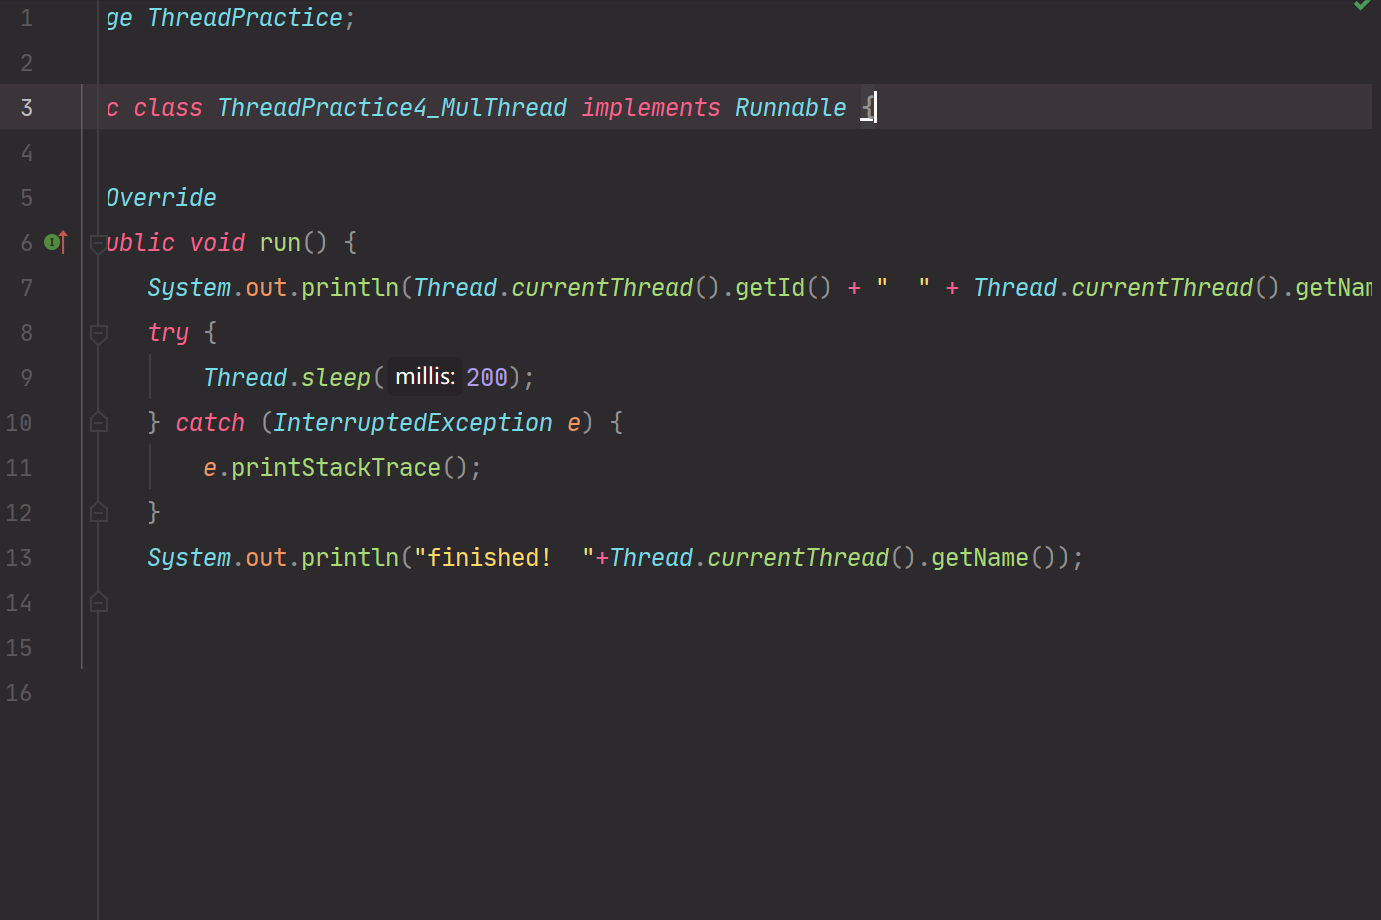 1 ge ThreadPractice;
2
3 c class ThreadPractice4_MulThread implements Runnable {
4
5 Override
6 ublic void run() {
7 System.out.println(Thread.currentThread().getId() + "  " + Thread.currentThread().getNam
8 try {
9 Thread.sleep( millis: 200);
10 } catch (InterruptedException e) {
11 e.printStackTrace();
12 }
13 System.out.println("finished!  "+Thread.currentThread().getName());
14
15
16